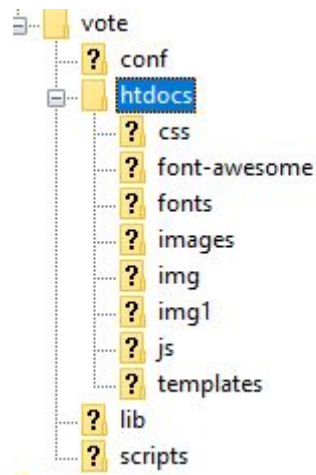 vote
conf
htdocs
css
font-awesome
fonts
images
img
img1
js
templates
lib
scripts